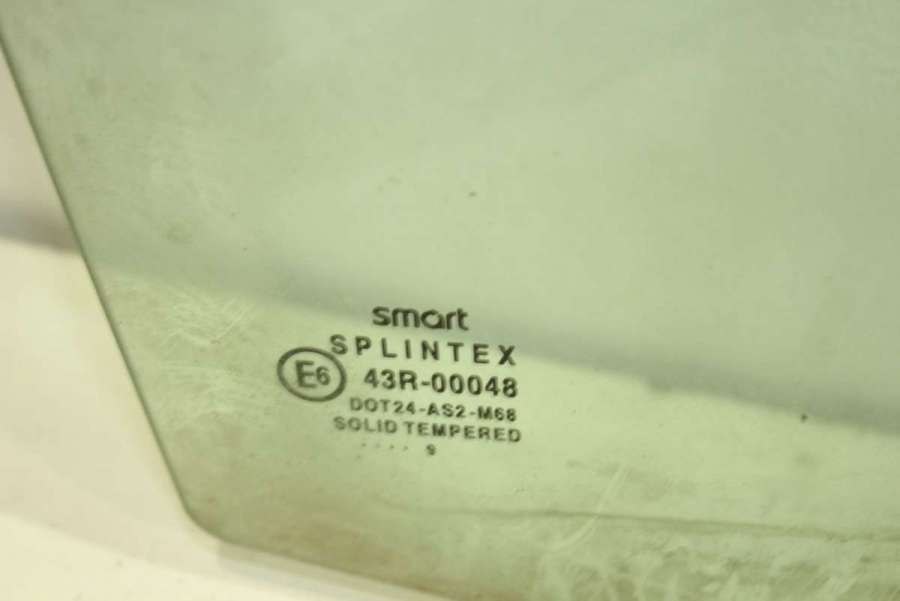 smart
SPLINTEX
E6 43R-00048
DOT24-AS2-M68
SOLID TEMPERED
.... 9